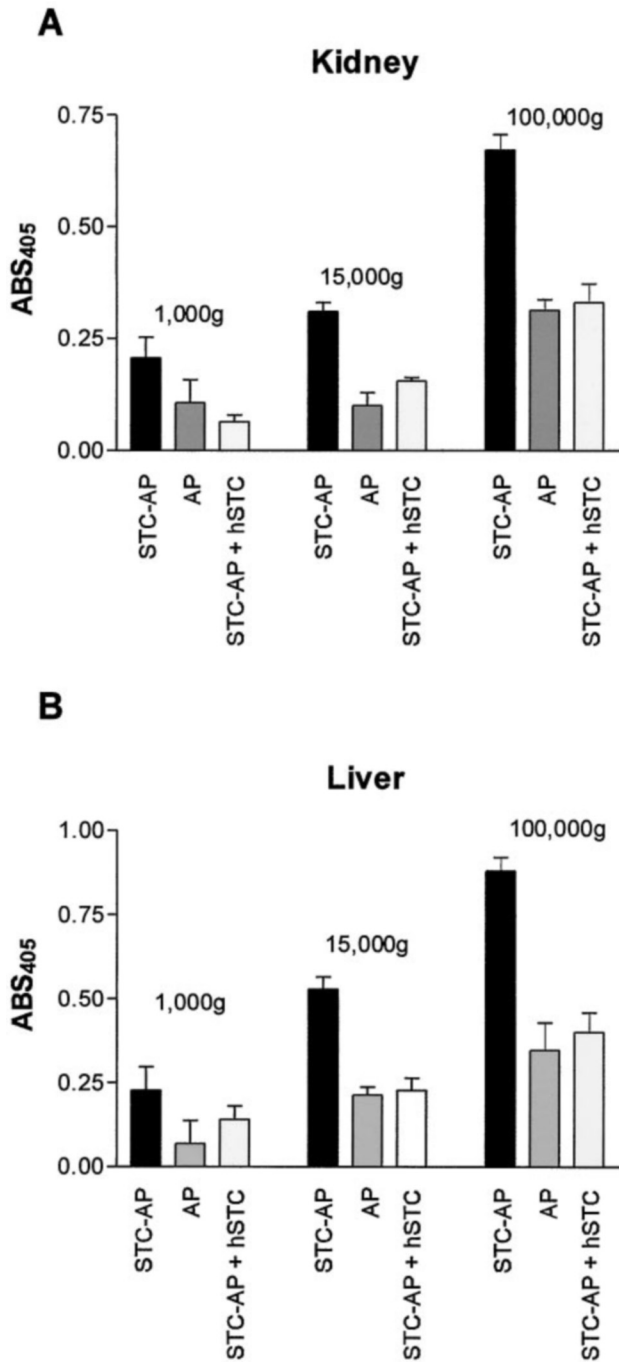 A
Kidney
0.75
0.50
0.25
0.00
ABS405
1,000g
15,000g
100,000g
STC-AP
AP
STC-AP + hSTC
STC-AP
AP
STC-AP + hSTC
STC-AP
AP
STC-AP + hSTC
B
Liver
1.00
0.75
0.50
0.25
0.00
ABS405
1,000g
15,000g
100,000g
STC-AP
AP
STC-AP + hSTC
STC-AP
AP
STC-AP + hSTC
STC-AP
AP
STC-AP + hSTC